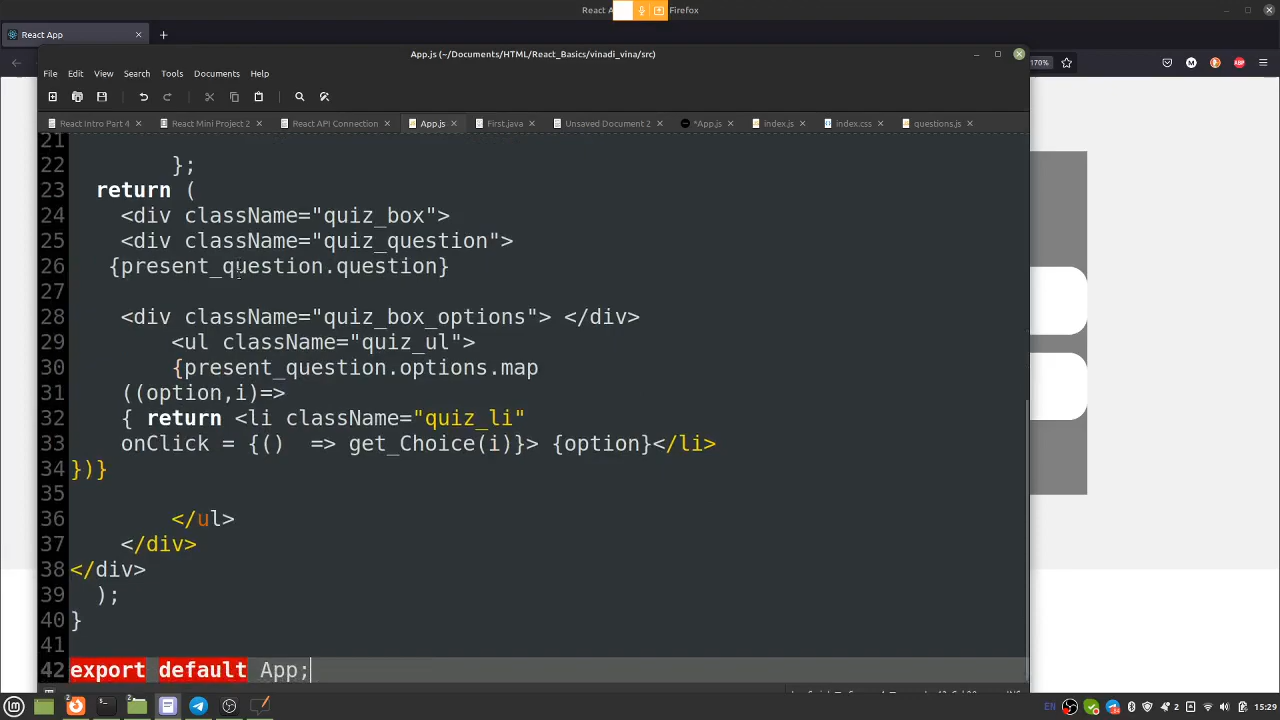 React A
Firefox
React App
170%
App.js (~/Documents/HTML/React_Basics/vinadi_vina/src)
File Edit View Search Tools Documents Help
React Intro Part 4 React Mini Project 2 React API Connection App.js First.java Unsaved Document 2 *App.js index.js index.css questions.js
21
22 };
23 return (
24 <div className="quiz_box">
25 <div className="quiz_question">
26 {present_question.question}
27
28 <div className="quiz_box_options"> </div>
29 <ul className="quiz_ul">
30 {present_question.options.map
31 ((option,i)=>
32 { return <li className="quiz_li"
33 onClick = {() => get_Choice(i)}> {option}</li>
34 })}
35
36 </ul>
37 </div>
38 </div>
39 );
40 }
41
42 export default App;
EN 15:29